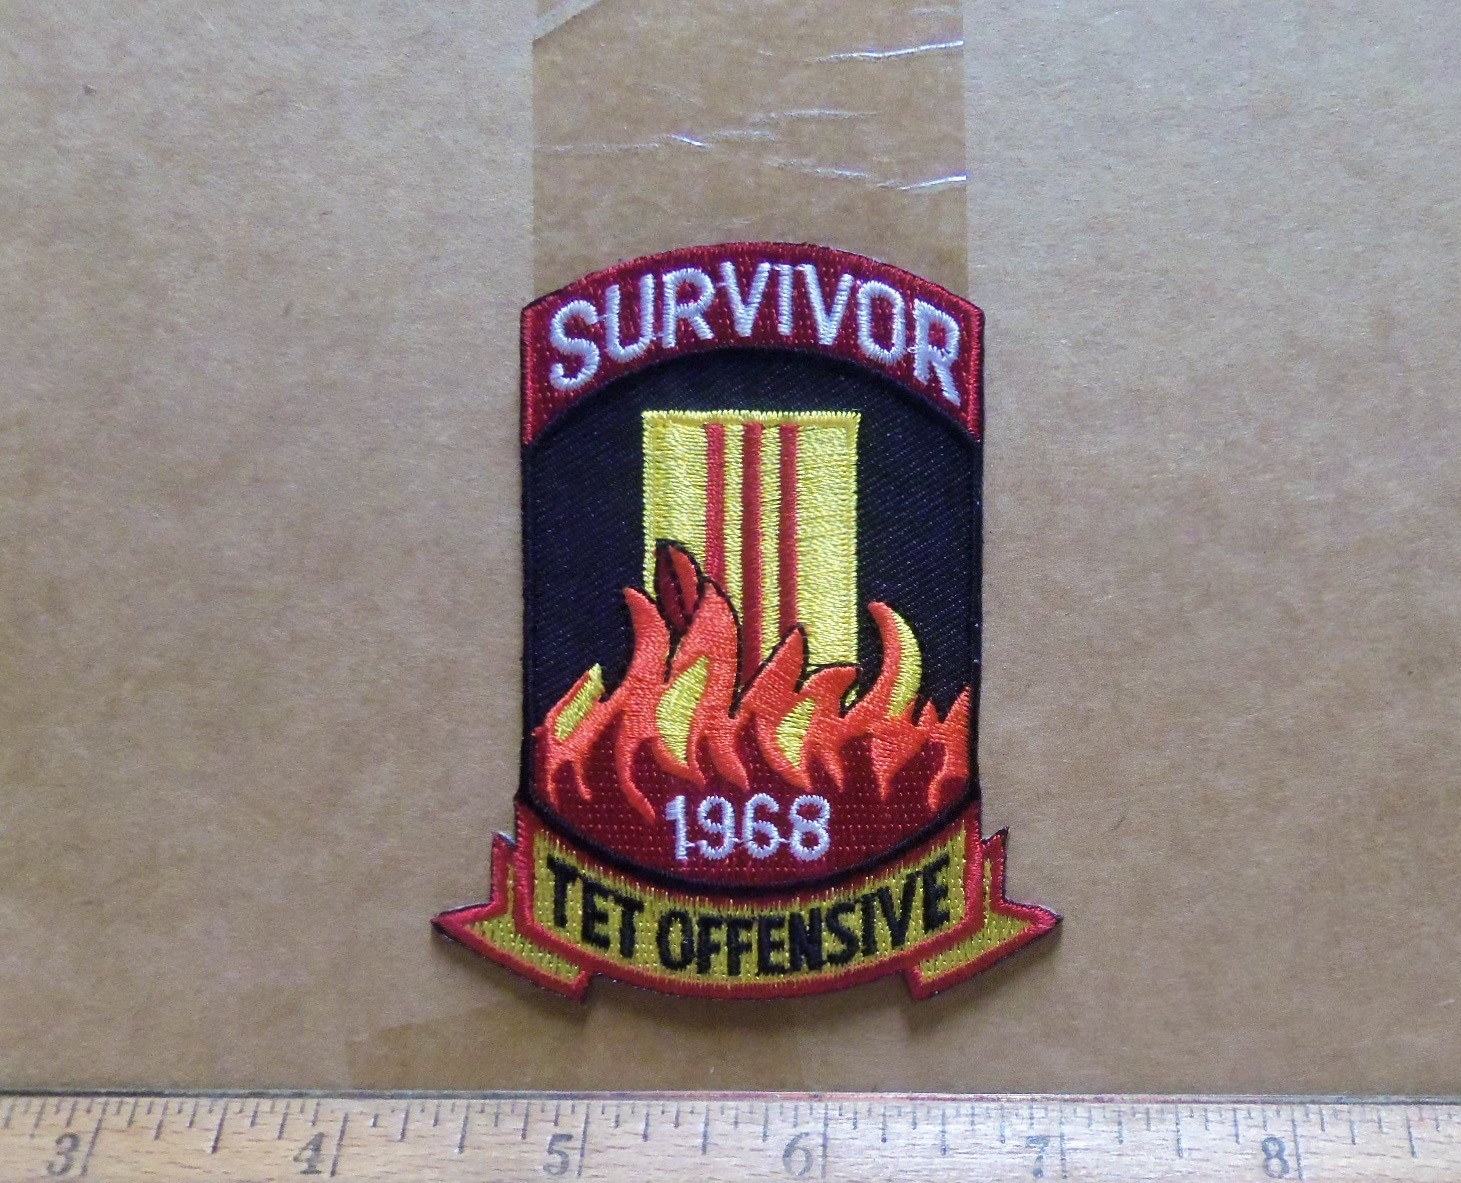 SURVIVOR
1968
TET OFFENSIVE
3 4 5 6 7 8